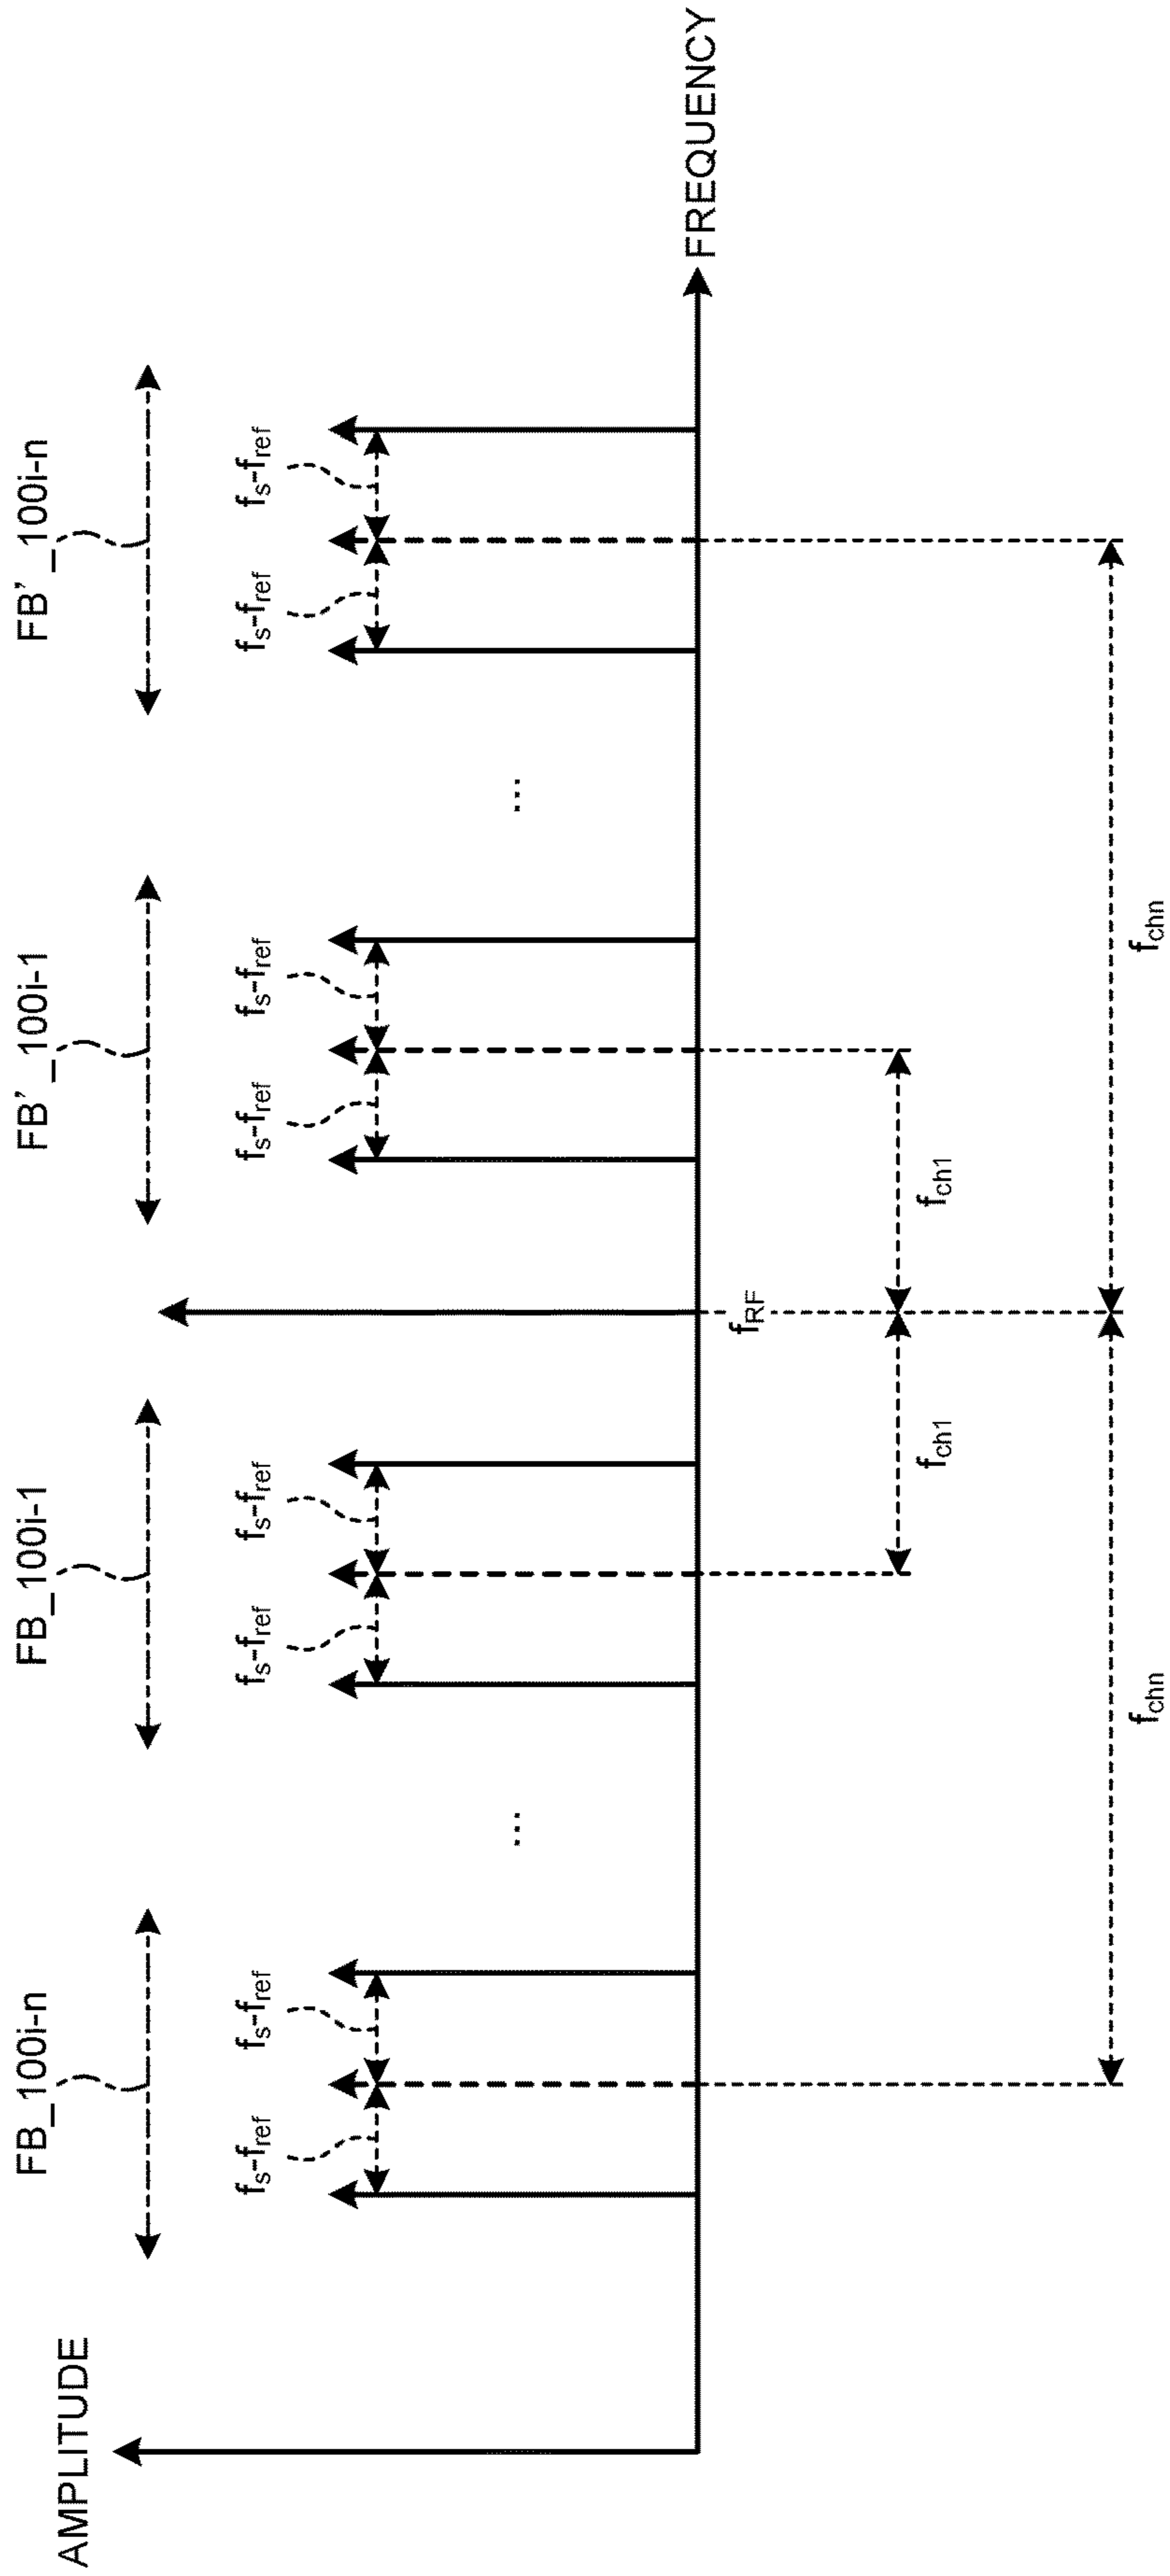 AMPLITUDE
FB_100i-n
FB_100i-1
FB'_100i-1
FB'_100i-n
fs-fref
fs-fref
fs-fref
fs-fref
fs-fref
fs-fref
fs-fref
fs-fref
...
...
FREQUENCY
fRF
fch1
fch1
fchn
fchn